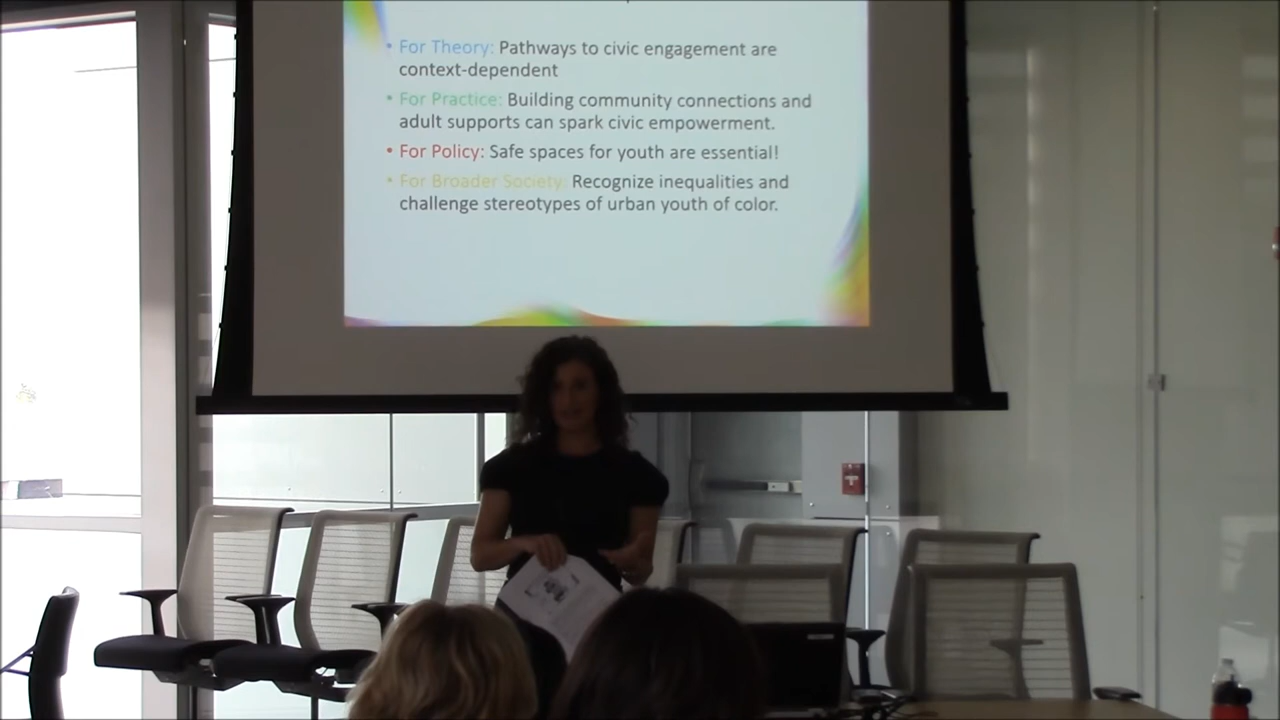 • For Theory: Pathways to civic engagement are
context-dependent
• For Practice: Building community connections and
adult supports can spark civic empowerment.
• For Policy: Safe spaces for youth are essential!
• For Broader Society: Recognize inequalities and
challenge stereotypes of urban youth of color.